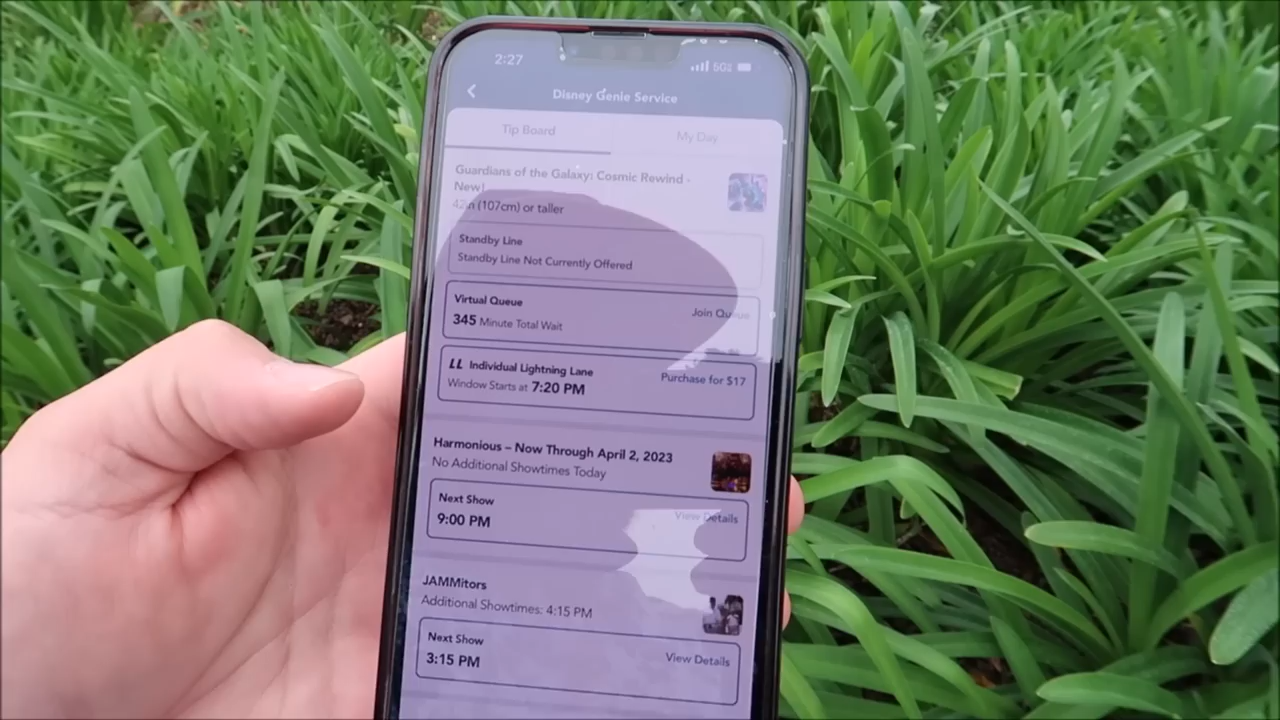 2:27
5G
Disney Genie Service
Tip Board
My Day
Guardians of the Galaxy: Cosmic Rewind -
New!
42in (107cm) or taller
Standby Line
Standby Line Not Currently Offered
Virtual Queue
Join Queue
345 Minute Total Wait
LL Individual Lightning Lane
Purchase for $17
Window Starts at 7:20 PM
Harmonious – Now Through April 2, 2023
No Additional Showtimes Today
Next Show
View Details
9:00 PM
JAMMitors
Additional Showtimes: 4:15 PM
Next Show
View Details
3:15 PM